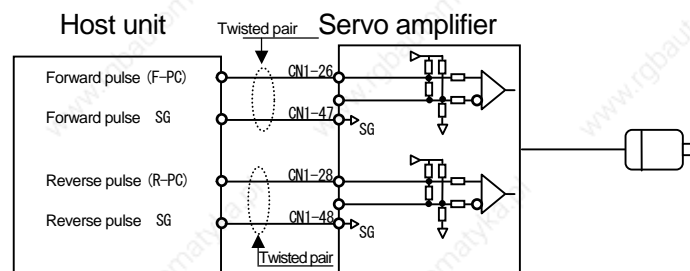 Host unit
Twisted pair
Servo amplifier
Forward pulse (F-PC)
CN1-26
Forward pulse SG
CN1-47
SG
Reverse pulse (R-PC)
CN1-28
Reverse pulse SG
CN1-48
SG
Twisted pair